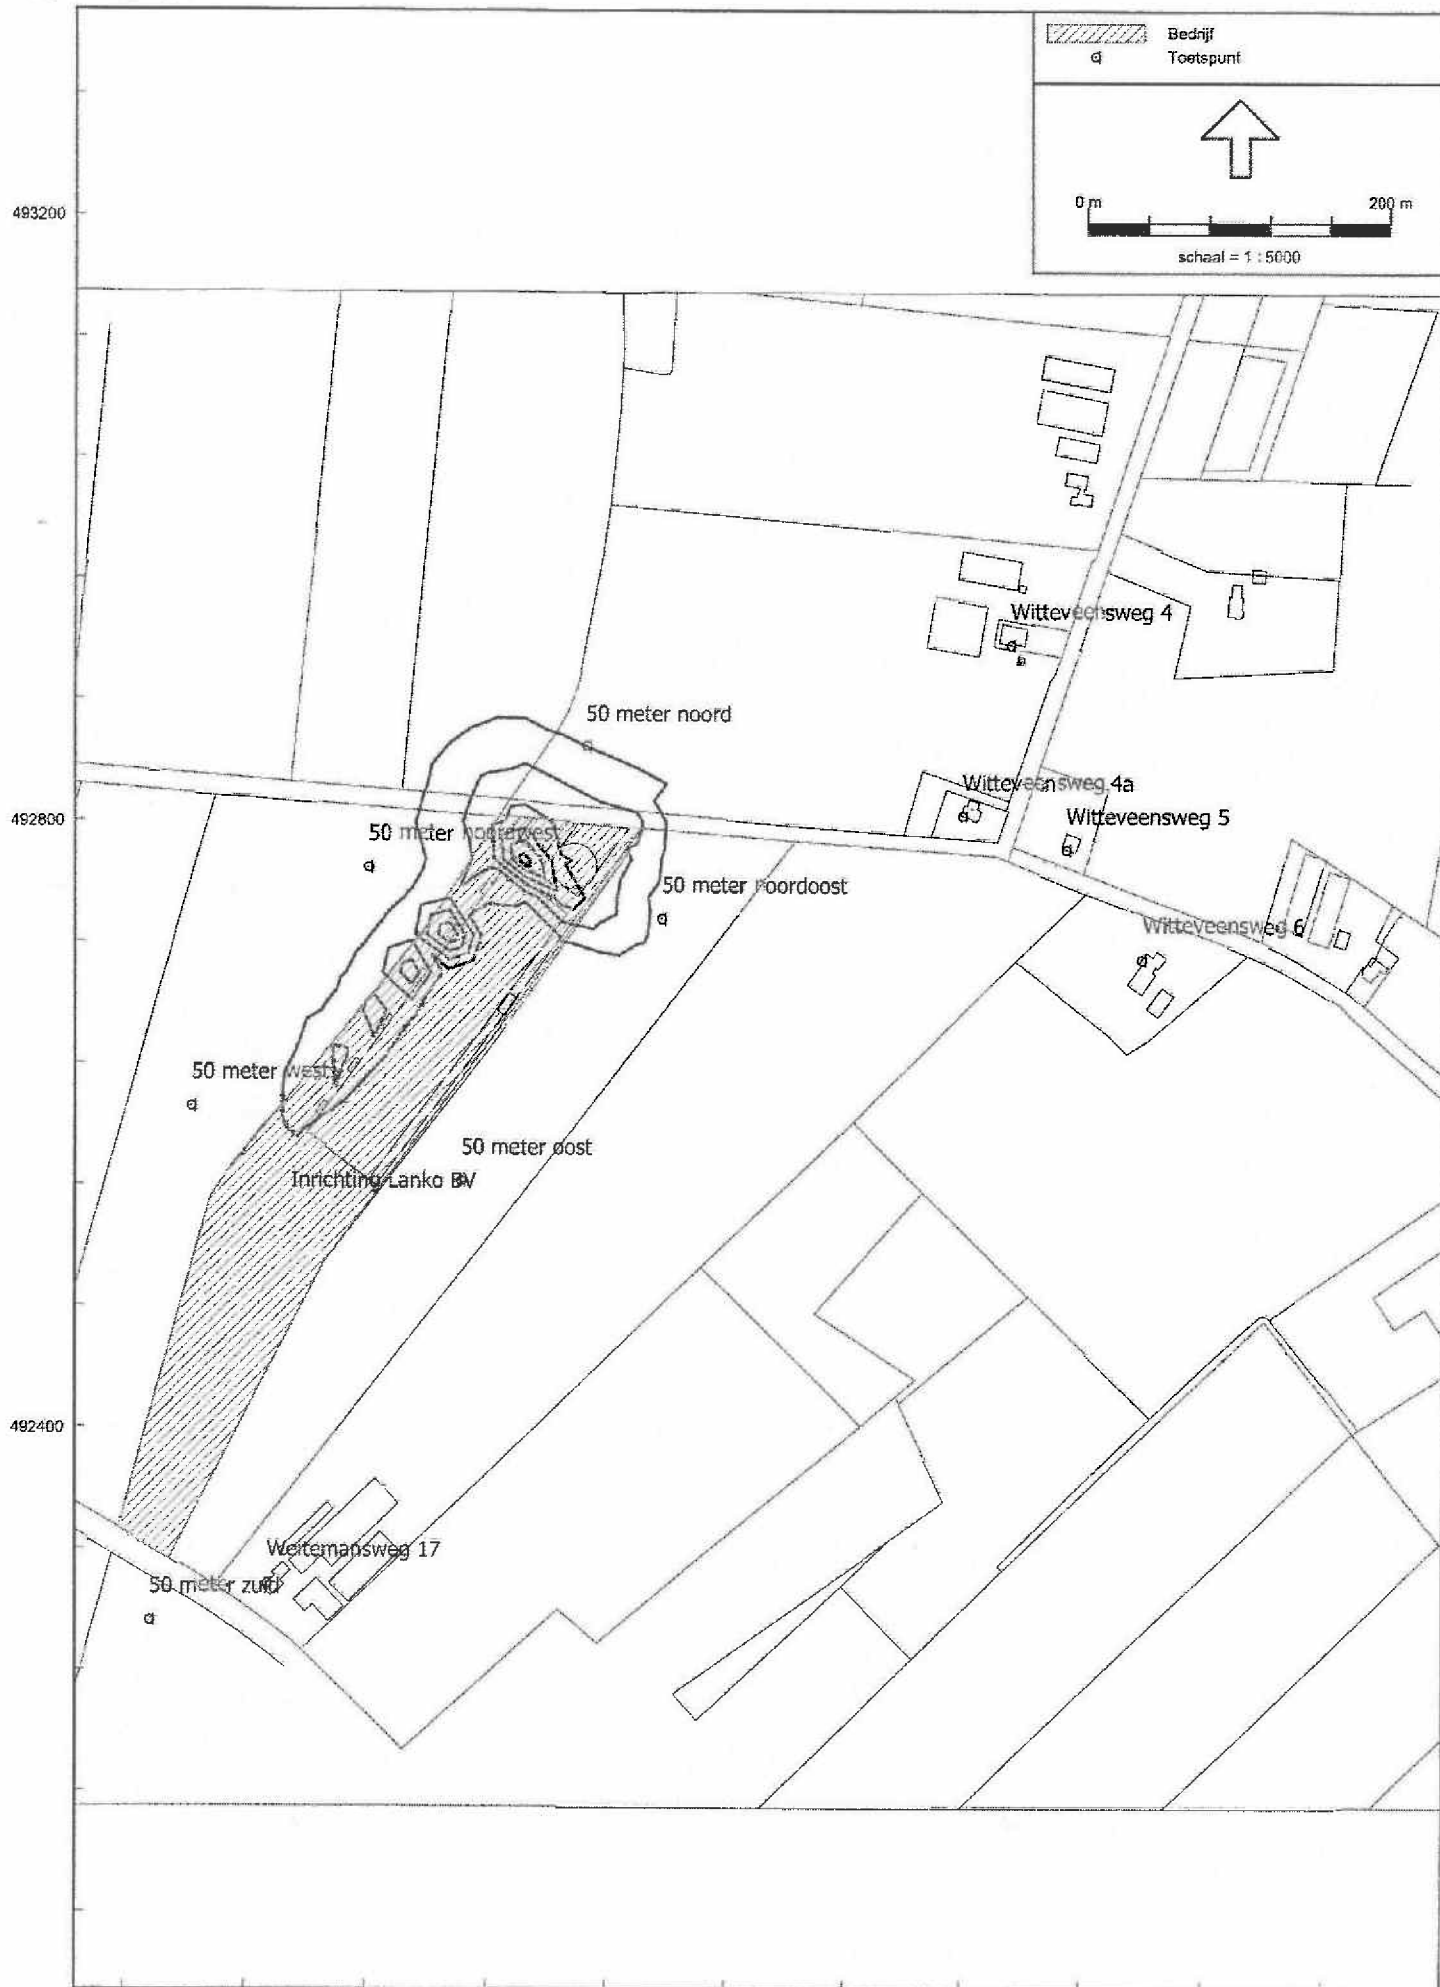 Bedrijf
Toetspunt
0 m 200 m
schaal = 1 : 5000
493200
Witteveensweg 4
50 meter noord
Witteveensweg 4a
492800
Witteveensweg 5
50 meter noordwest
50 meter noordoost
Witteveensweg 6
50 meter west
50 meter oost
Inrichting Lanko BV
492400
Weitemansweg 17
50 meter zuid